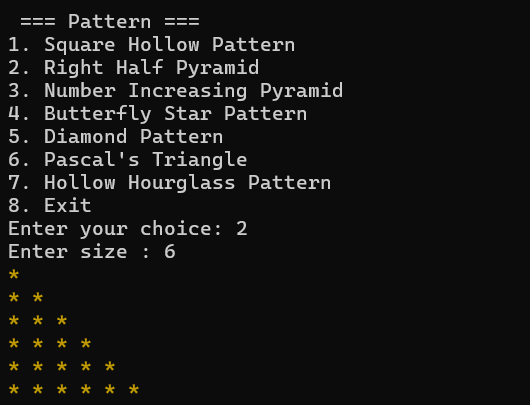 === Pattern ===
1. Square Hollow Pattern
2. Right Half Pyramid
3. Number Increasing Pyramid
4. Butterfly Star Pattern
5. Diamond Pattern
6. Pascal's Triangle
7. Hollow Hourglass Pattern
8. Exit
Enter your choice: 2
Enter size : 6
*
* *
* * *
* * * *
* * * * *
* * * * * *